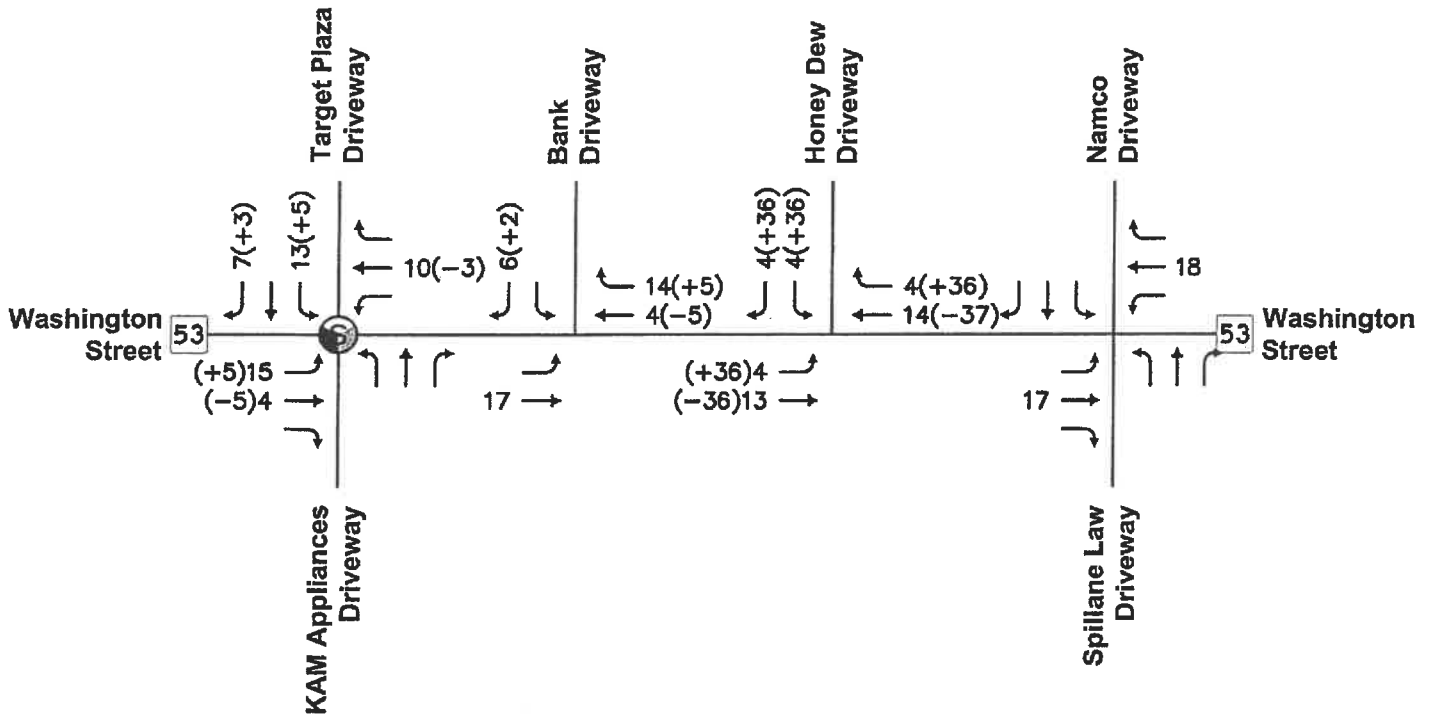 Target Plaza
Driveway
Bank
Driveway
Honey Dew
Driveway
Namco
Driveway
7(+3)
13(+5)
10(-3)
6(+2)
14(+5)
4(-5)
4(+36)
4(+36)
4(+36)
14(-37)
18
Washington
Street
53
S
53
Washington
Street
(+5)15
(-5)4
17
(+36)4
(-36)13
17
KAM Appliances
Driveway
Spillane Law
Driveway